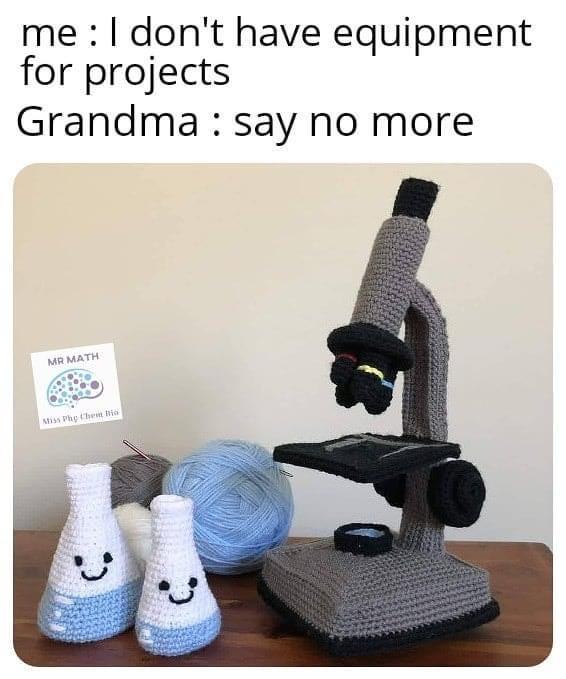 me : I don't have equipment
for projects
Grandma : say no more
MR MATH
Miss Phy Chem Bio